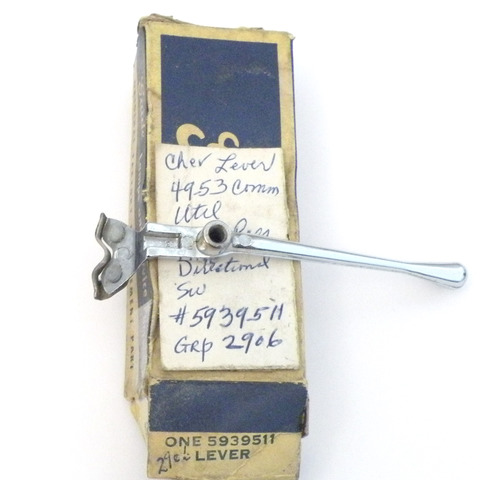 Chev Lever
4953 Comm
Util
Directional
SW
#5939511
Grp 2906
ONE 5939511
LEVER